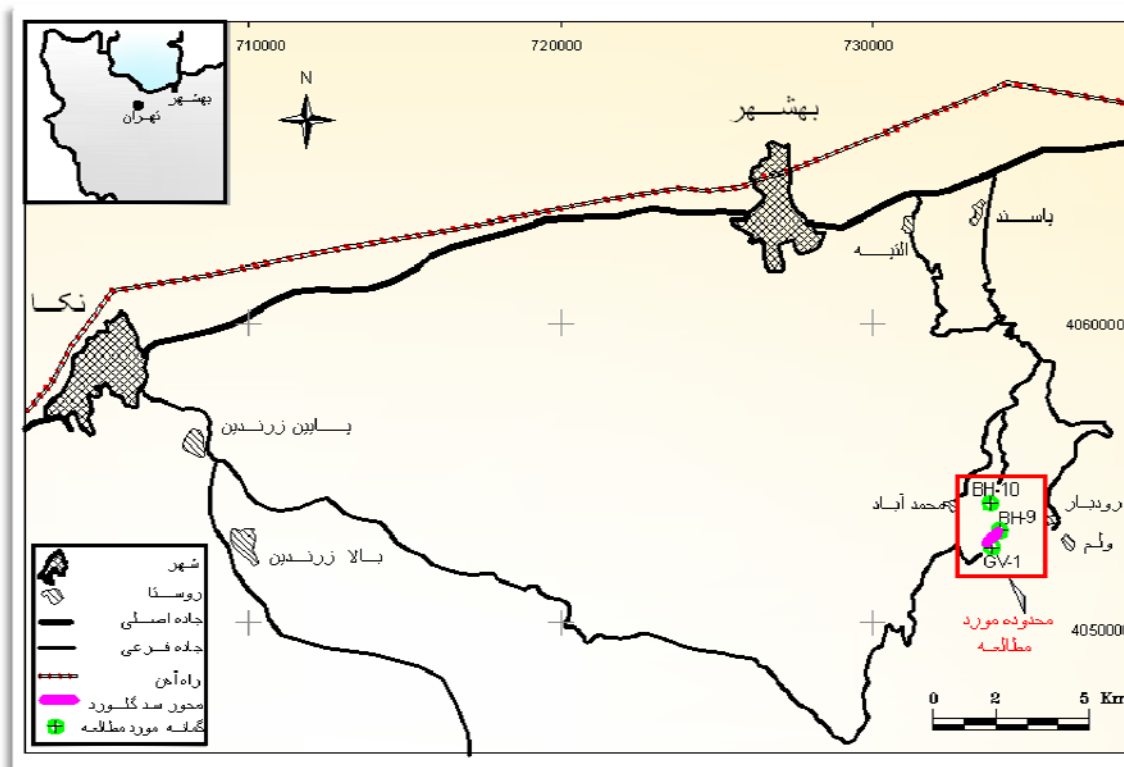 710000
720000
730000
N
بهشهر
تهران
بهشهر
باسند
التپه
نکا
4060000
پایین زرندین
BH-10
محمد آباد
رودبار
BH-9
ولم
GV-1
بالا زرندین
شهر
روستا
جاده اصلی
جاده فرعی
راه آهن
محور سد گلورد
گمانه مورد مطالعه
محدوده مورد
مطالعه
4050000
0 2 5 Km